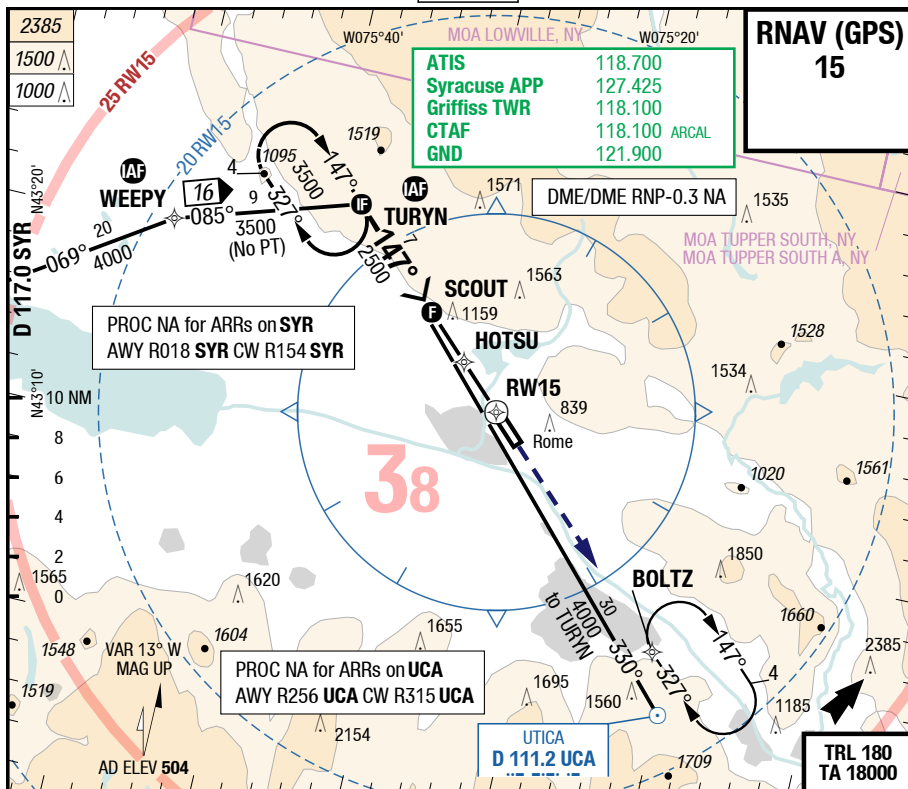 2385
1500
1000
25 RW15
20 RW15
W075°40'
MOA LOWVILLE, NY
W075°20'
RNAV (GPS)
15
ATIS 118.700
Syracuse APP 127.425
Griffiss TWR 118.100
CTAF 118.100 ARCAL
GND 121.900
DME/DME RNP-0.3 NA
N43°20'
IAF
WEEPY
16
4
1095
147°
3500
327°
1519
IAF
TURYN
IF
1571
1535
085°
9
3500
(No PT)
069°
20
4000
D 117.0 SYR
147°
7
2500
MOA TUPPER SOUTH, NY
MOA TUPPER SOUTH A, NY
SCOUT
F
1159
1563
PROC NA for ARRs on SYR
AWY R018 SYR CW R154 SYR
HOTSU
1528
1534
RW15
839
Rome
N43°10'
10 NM
8
6
4
2
0
38
1020
1561
1565
1620
BOLTZ
1850
30
4000
to TURYN
330°
1548
1604
VAR 13° W
MAG UP
1655
147°
327°
4
1660
2385
1519
PROC NA for ARRs on UCA
AWY R256 UCA CW R315 UCA
1695
1560
1185
2154
UTICA
D 111.2 UCA
1709
AD ELEV 504
TRL 180
TA 18000